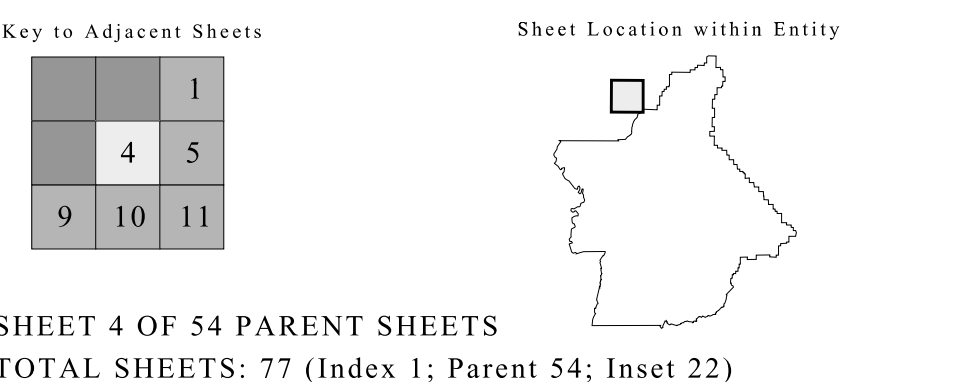 Key to Adjacent Sheets
Sheet Location within Entity
1
4 5
9 10 11
SHEET 4 OF 54 PARENT SHEETS
TOTAL SHEETS: 77 (Index 1; Parent 54; Inset 22)